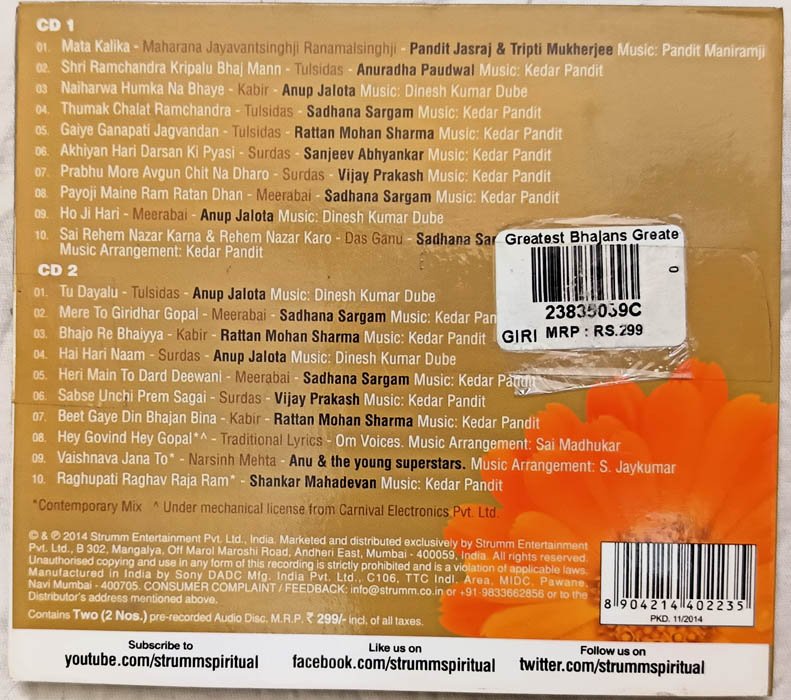 CD 1
01. Mata Kalika - Maharana Jayavantsinghji Ranamalsinghji - Pandit Jasraj & Tripti Mukherjee Music: Pandit Maniramji
02. Shri Ramchandra Kripalu Bhaj Mann - Tulsidas - Anuradha Paudwal Music: Kedar Pandit
03 Naiharwa Humka Na Bhaye - Kabir - Anup Jalota Music: Dinesh Kumar Dube
04. Thumak Chalat Ramchandra - Tulsidas - Sadhana Sargam Music: Kedar Pandit
05. Gaiye Ganapati Jagvandan - Tulsidas - Rattan Mohan Sharma Music: Kedar Pandit
06. Akhiyan Hari Darsan Ki Pyasi - Surdas - Sanjeev Abhyankar Music: Kedar Pandit
07. Prabhu More Avgun Chit Na Dharo - Surdas - Vijay Prakash Music: Kedar Pandit
08. Payoji Maine Ram Ratan Dhan - Meerabai - Sadhana Sargam Music: Kedar Pandit
09. Ho Ji Hari - Meerabai - Anup Jalota Music: Dinesh Kumar Dube
10. Sai Rehem Nazar Karna & Rehem Nazar Karo - Das Ganu - Sadhana
Music Arrangement: Kedar Pandit
Greatest Bhajans Greate
0
23835039C
GIRI MRP : RS.299
CD 2
01. Tu Dayalu - Tulsidas - Anup Jalota Music: Dinesh Kumar Dube
02. Mere To Giridhar Gopal - Meerabai - Sadhana Sargam Music: Kedar
03. Bhajo Re Bhaiyya - Kabir - Rattan Mohan Sharma Music: Kedar Pandit
04. Hai Hari Naam - Surdas - Anup Jalota Music: Dinesh Kumar Dube
05. Heri Main To Dard Deewani - Meerabai - Sadhana Sargam Music: Kedar Pandit
06. Sabse Unchi Prem Sagai - Surdas - Vijay Prakash Music: Kedar Pandit
07. Beet Gaye Din Bhajan Bina - Kabir - Rattan Mohan Sharma Music: Kedar Pandit
08. Hey Govind Hey Gopal*^ - Traditional Lyrics - Om Voices. Music Arrangement: Sai Madhukar
09. Vaishnava Jana To* - Narsinh Mehta - Anu & the young superstars. Music Arrangement: S. Jaykumar
10. Raghupati Raghav Raja Ram* - Shankar Mahadevan Music: Kedar Pandit
*Contemporary Mix ^ Under mechanical license from Carnival Electronics Pvt. Ltd.
© & ℗ 2014 Strumm Entertainment Pvt. Ltd., India. Marketed and distributed exclusively by Strumm Entertainment
Pvt. Ltd., B 302, Mangalya, Off Marol Maroshi Road, Andheri East, Mumbai - 400059, India. All rights reserved.
Unauthorised copying and use in any form of this recording is strictly prohibited and is a violation of applicable laws.
Manufactured in India by Sony DADC Mfg. India Pvt. Ltd., C106, TTC Indl. Area, MIDC. Pawane,
Navi Mumbai - 400705. CONSUMER COMPLAINT / FEEDBACK: info@strumm.co.in or +91-9833662856 or to the
Distributor's address mentioned above.
Contains Two (2 Nos.) pre-recorded Audio Disc. M.R.P. ₹ 299/- incl. of all taxes.
8 904214 402235
PKD. 11/2014
Subscribe to
youtube.com/strummspiritual
Like us on
facebook.com/strummspiritual
Follow us on
twitter.com/strummspiritual